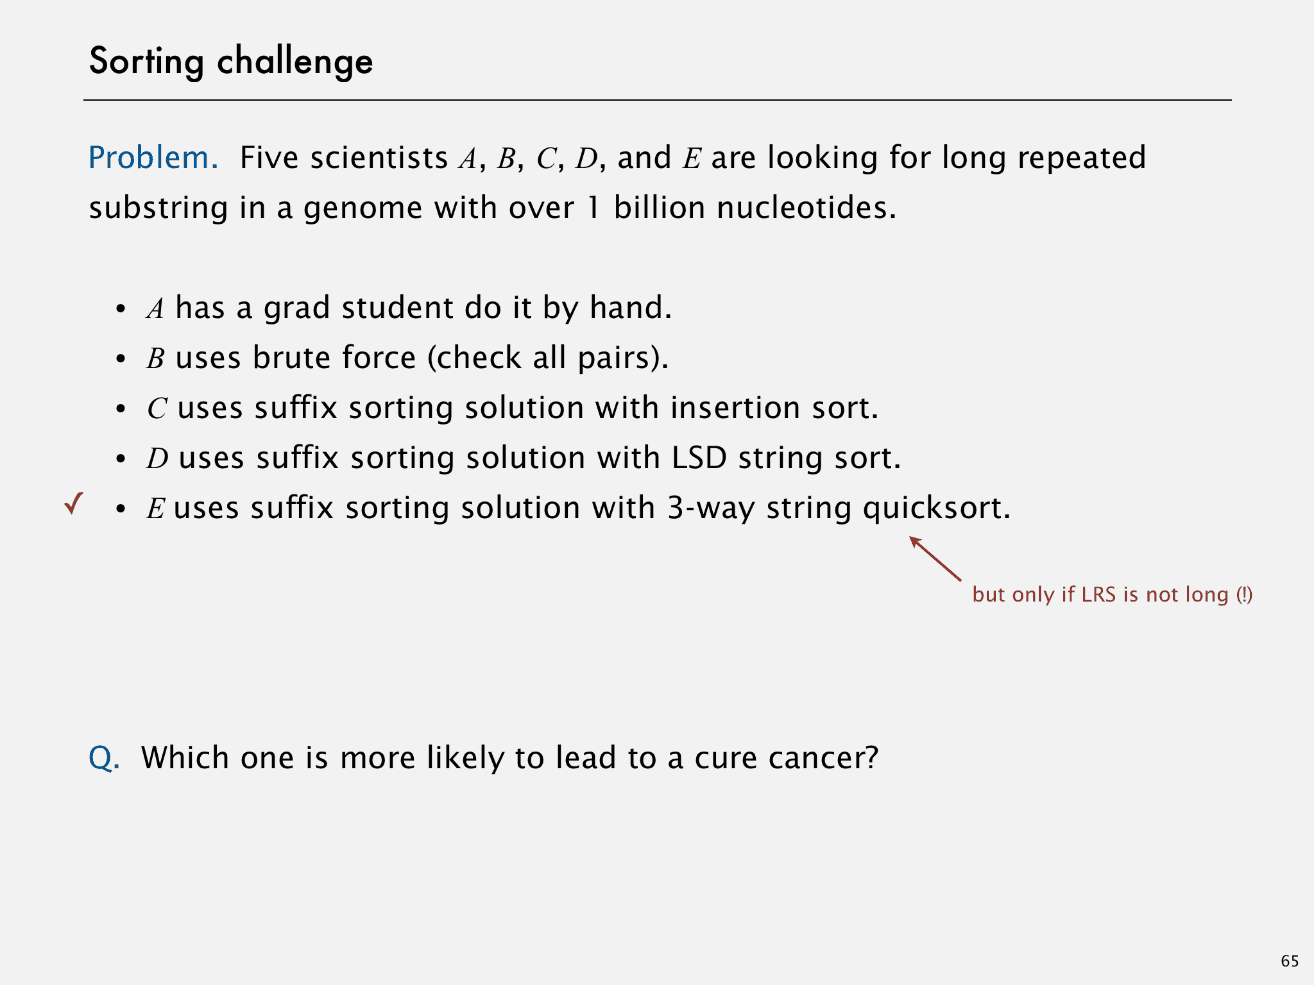 Sorting challenge
Problem. Five scientists A, B, C, D, and E are looking for long repeated
substring in a genome with over 1 billion nucleotides.
• A has a grad student do it by hand.
• B uses brute force (check all pairs).
• C uses suffix sorting solution with insertion sort.
• D uses suffix sorting solution with LSD string sort.
✓ • E uses suffix sorting solution with 3-way string quicksort.
but only if LRS is not long (!)
Q. Which one is more likely to lead to a cure cancer?
65